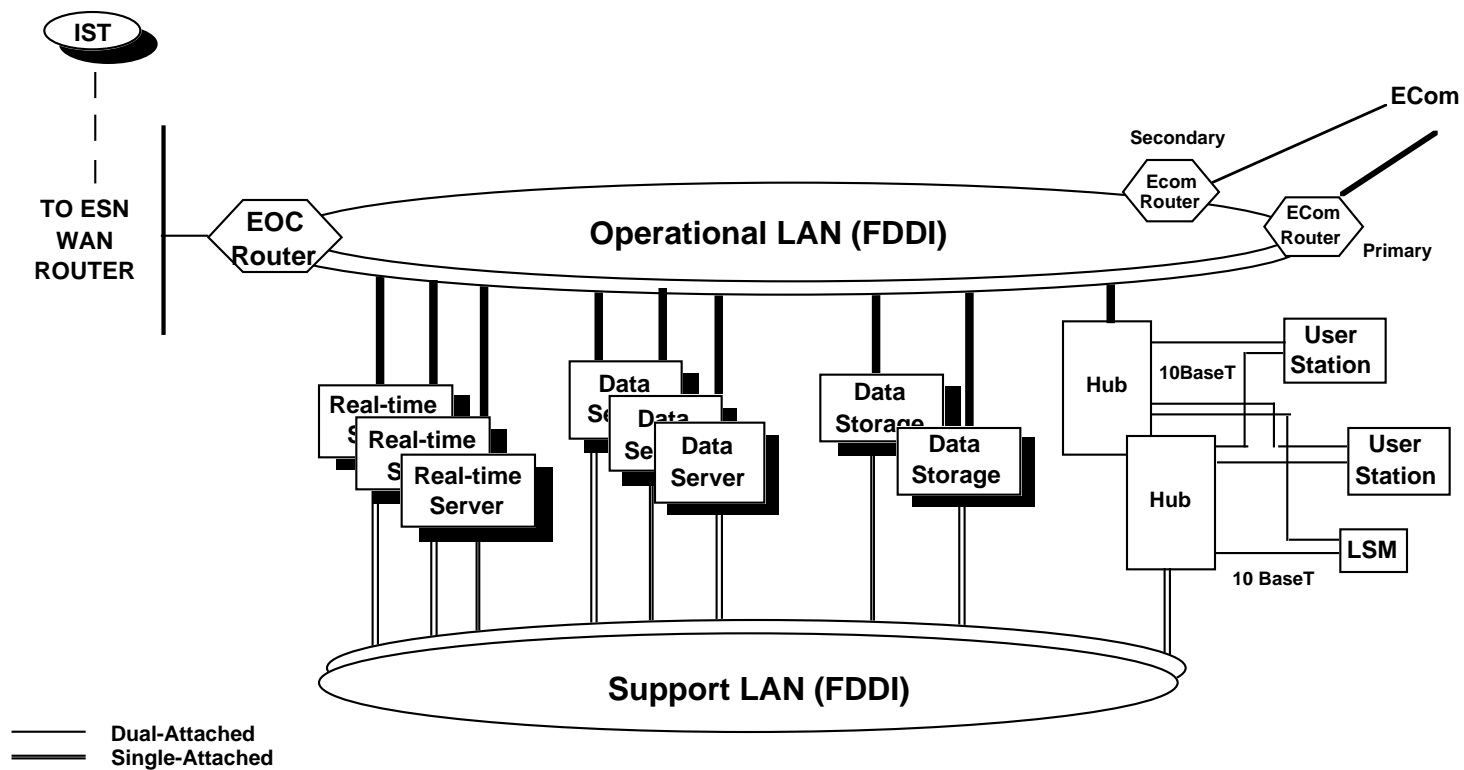 IST
ECom
Secondary
Ecom
Router
TO ESN
WAN
ROUTER
EOC
Router
Operational LAN (FDDI)
ECom
Router
Primary
Hub
10BaseT
User
Station
Real-time
S
Real-time
S
Real-time
Server
Data
Se
Data
Se
Data
Server
Data
Storage
Data
Storage
Hub
User
Station
LSM
10 BaseT
Support LAN (FDDI)
Dual-Attached
Single-Attached